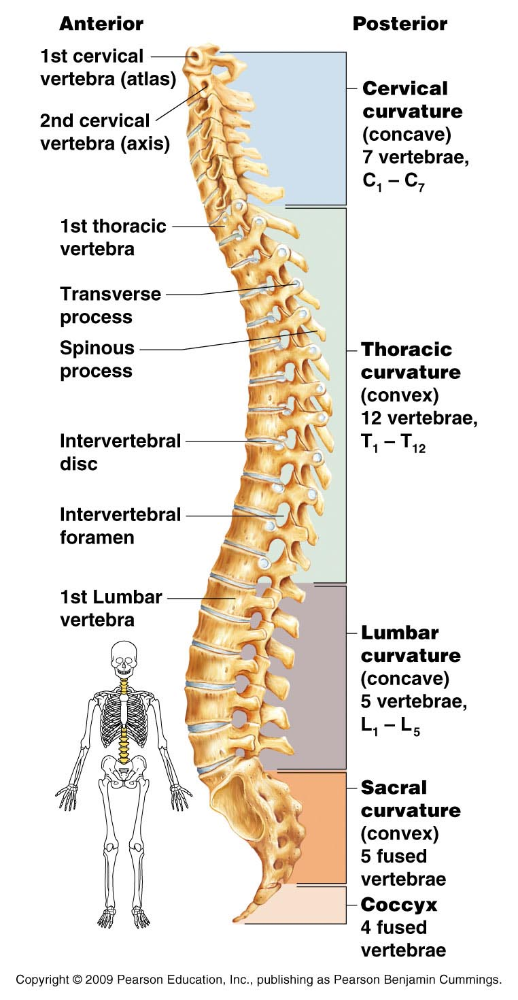 Anterior
Posterior
1st cervical
vertebra (atlas)
2nd cervical
vertebra (axis)
1st thoracic
vertebra
Transverse
process
Spinous
process
Intervertebral
disc
Intervertebral
foramen
1st Lumbar
vertebra
Cervical
curvature
(concave)
7 vertebrae,
C₁ – C₇
Thoracic
curvature
(convex)
12 vertebrae,
T₁ – T₁₂
Lumbar
curvature
(concave)
5 vertebrae,
L₁ – L₅
Sacral
curvature
(convex)
5 fused
vertebrae
Coccyx
4 fused
vertebrae
Copyright © 2009 Pearson Education, Inc., publishing as Pearson Benjamin Cummings.